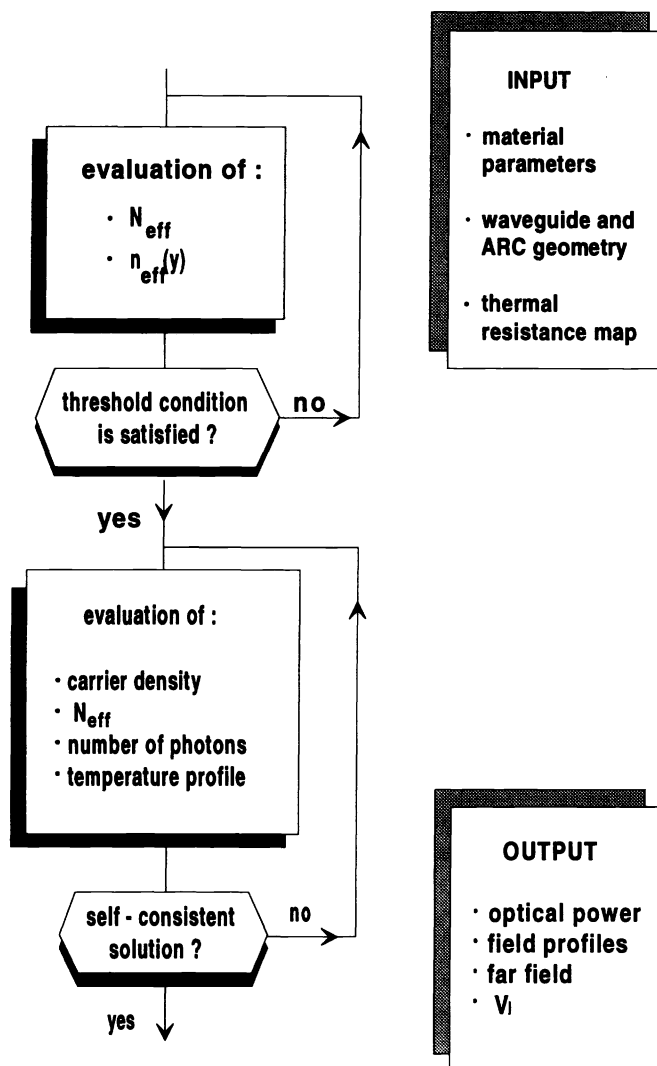 evaluation of :
· N_eff
· n_eff(y)
threshold condition
is satisfied ?
no
yes
evaluation of :
· carrier density
· N_eff
· number of photons
· temperature profile
self - consistent
solution ?
no
yes
INPUT
· material
parameters
· waveguide and
ARC geometry
· thermal
resistance map
OUTPUT
· optical power
· field profiles
· far field
· V_j